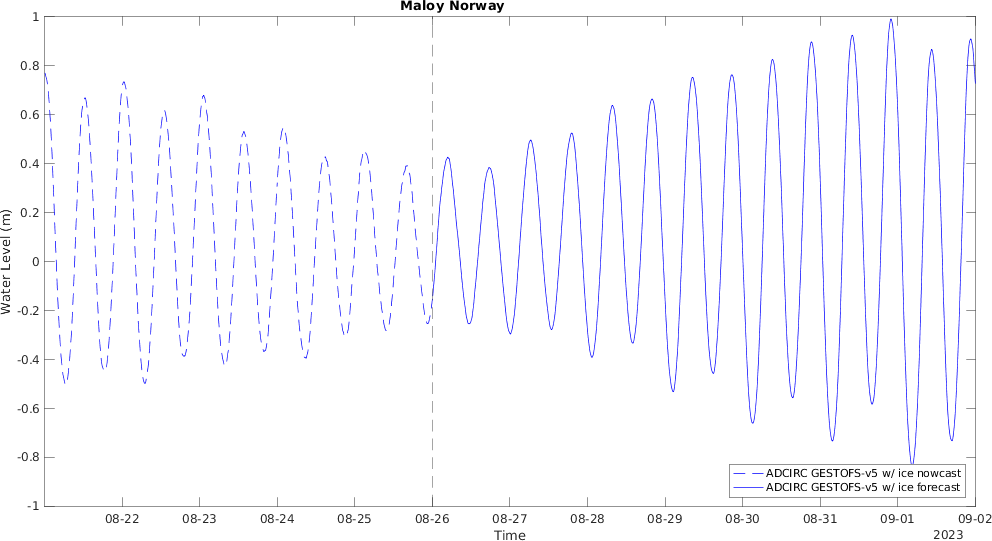 Maloy Norway
1
0.8
0.6
0.4
0.2
0
-0.2
-0.4
-0.6
-0.8
-1
Water Level (m)
ADCIRC GESTOFS-v5 w/ ice nowcast
ADCIRC GESTOFS-v5 w/ ice forecast
08-22 08-23 08-24 08-25 08-26 08-27 08-28 08-29 08-30 08-31 09-01 09-02
Time
2023